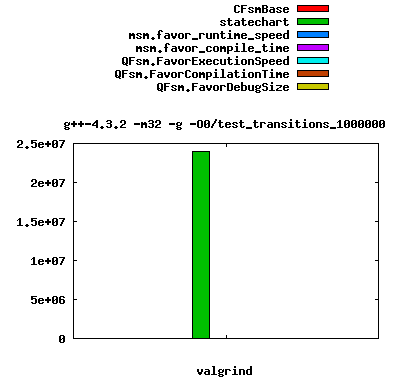 CFsmBase
statechart
msm.favor_runtime_speed
msm.favor_compile_time
QFsm.FavorExecutionSpeed
QFsm.FavorCompilationTime
QFsm.FavorDebugSize
g++-4.3.2 -m32 -g -O0/test_transitions_1000000
2.5e+07
2e+07
1.5e+07
1e+07
5e+06
0
valgrind